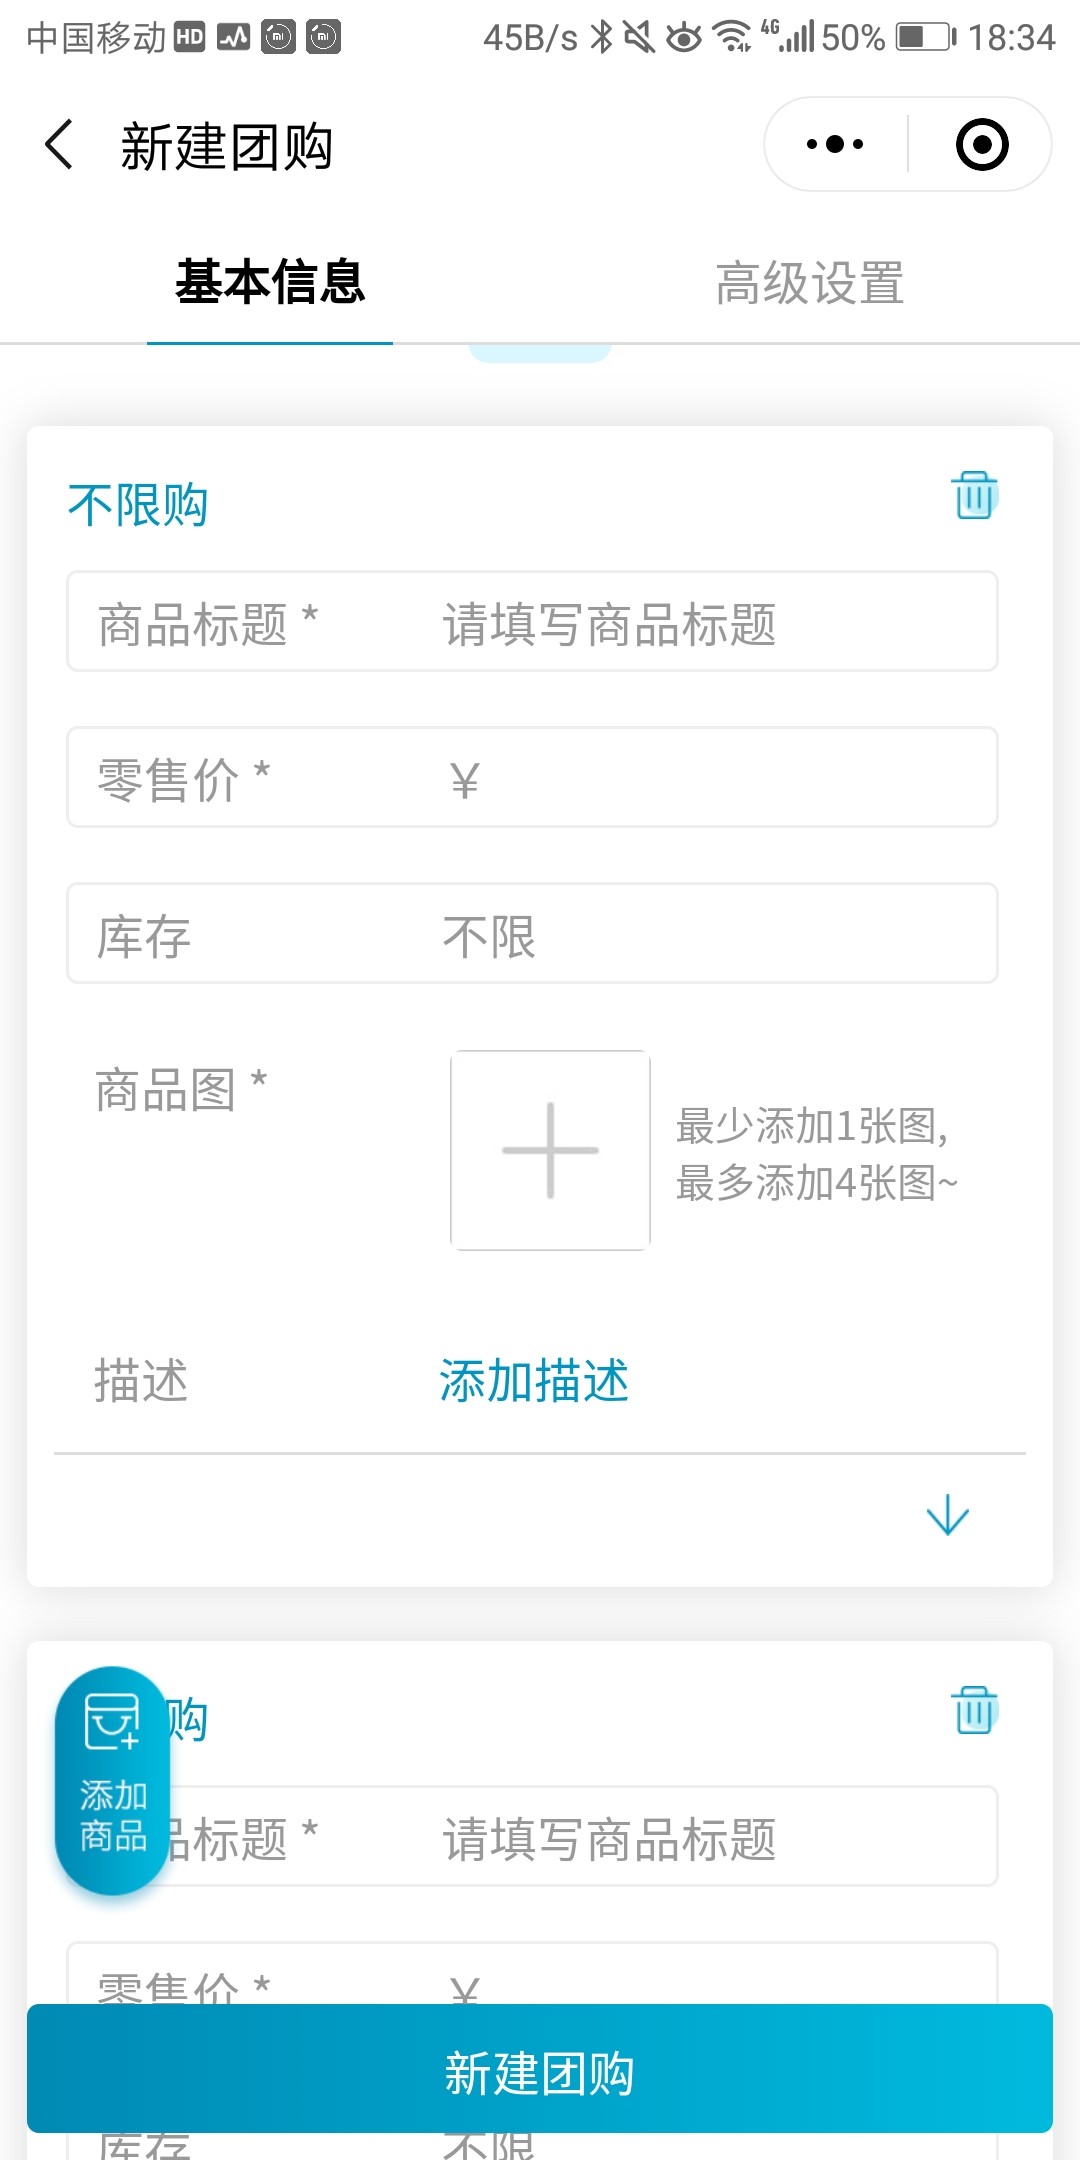 中国移动 HD 45B/s 4G 50% 18:34
新建团购
基本信息 高级设置
不限购
商品标题 * 请填写商品标题
零售价 * ¥
库存 不限
商品图 *
最少添加1张图,
最多添加4张图~
描述 添加描述
购
添加
商品
品标题 * 请填写商品标题
零售价 * ¥
新建团购
库存 不限